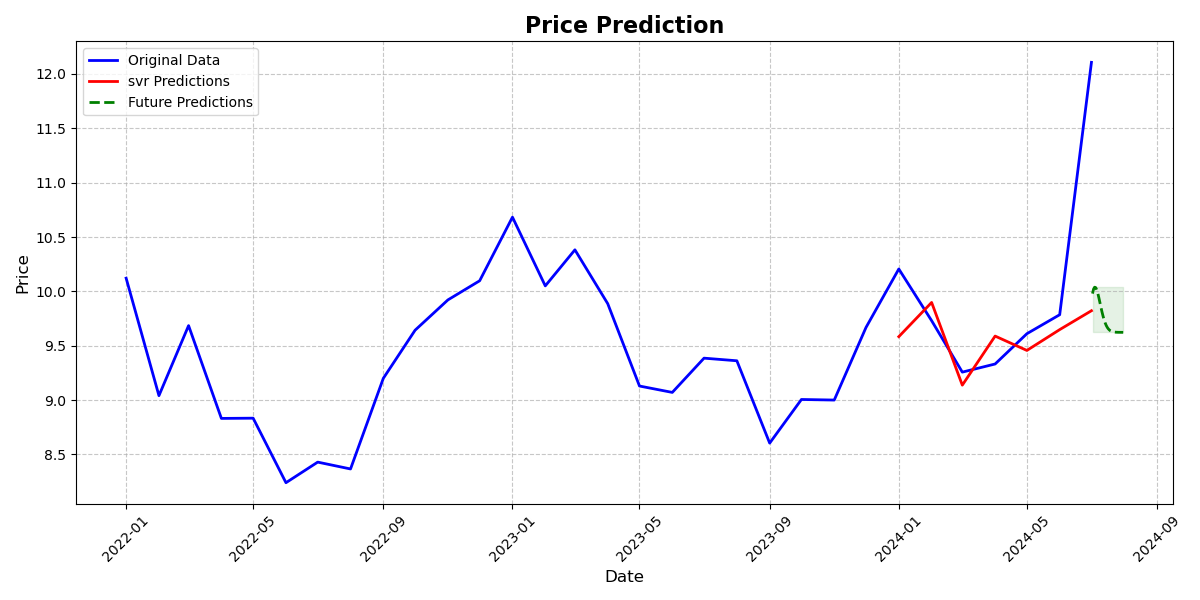 Price Prediction
Original Data
svr Predictions
Future Predictions
Price
12.0
11.5
11.0
10.5
10.0
9.5
9.0
8.5
2022-01
2022-05
2022-09
2023-01
2023-05
2023-09
2024-01
2024-05
2024-09
Date